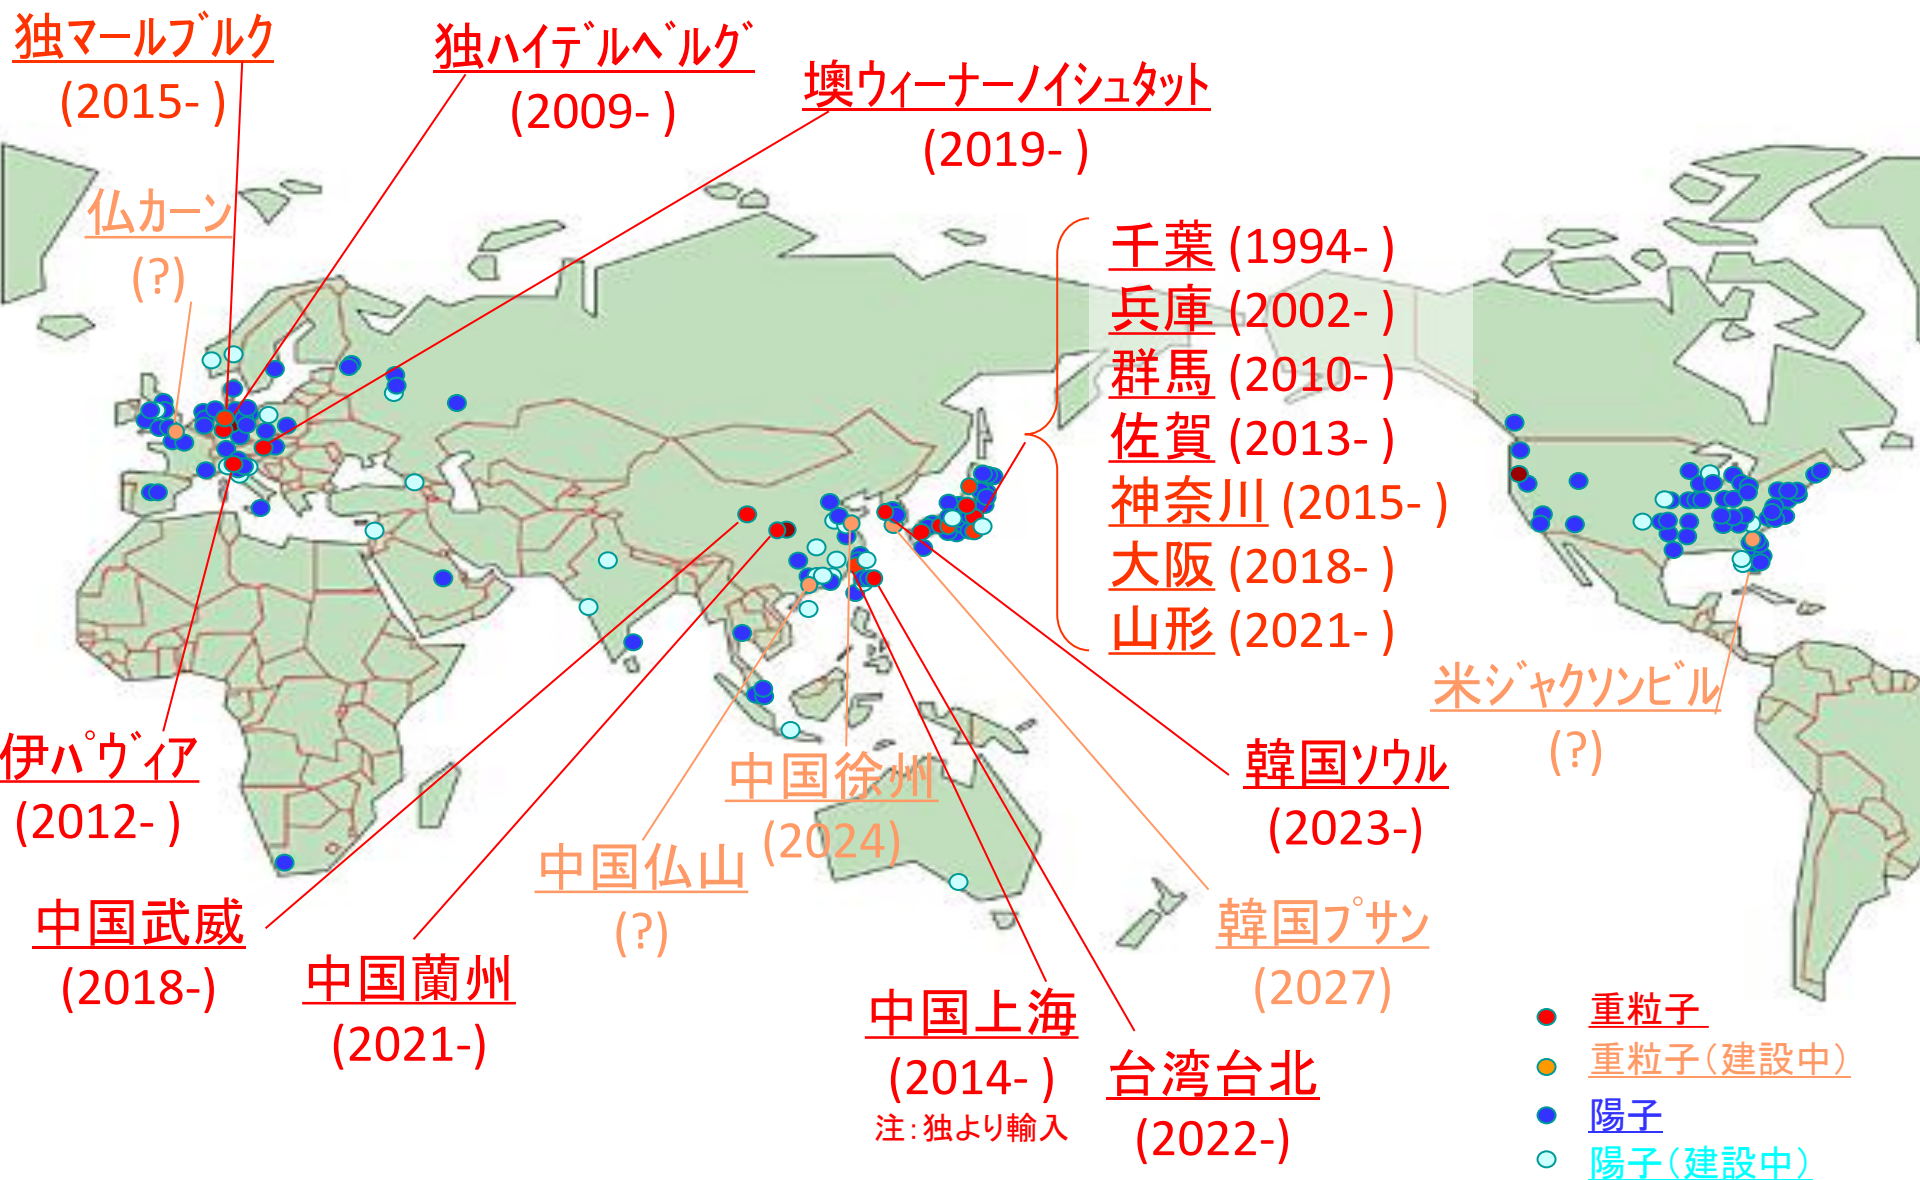 独マールブルク
(2015- )
独ハイデルベルグ
(2009- )
墺ウィーナーノイシュタット
(2019- )
仏カーン
(?)
千葉 (1994- )
兵庫 (2002- )
群馬 (2010- )
佐賀 (2013- )
神奈川 (2015- )
大阪 (2018- )
山形 (2021- )
米ジャクソンビル
(?)
伊パヴィア
(2012- )
中国徐州
(2024)
韓国ソウル
(2023-)
中国仏山
(?)
中国武威
(2018-)
韓国プサン
(2027)
中国蘭州
(2021-)
中国上海
(2014- )
注：独より輸入
台湾台北
(2022-)
重粒子
重粒子（建設中）
陽子
陽子（建設中）